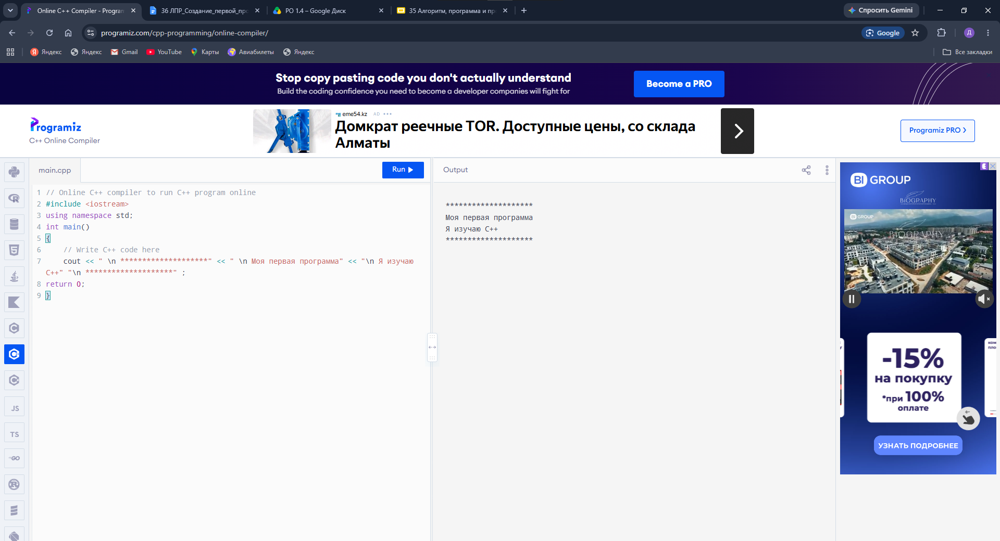 Online C++ Compiler - Program
36 ЛПР_Создание_первой_про
РО 1.4 – Google Диск
35 Алгоритм, программа и пр
Спросить Gemini
programiz.com/cpp-programming/online-compiler/
Google
Д
Яндекс
Яндекс
Gmail
YouTube
Карты
Авиабилеты
Яндекс
Все закладки
Stop copy pasting code you don't actually understand
Build the coding confidence you need to become a developer companies will fight for
Become a PRO
Programiz
C++ Online Compiler
eme54.kz AD
Домкрат реечные TOR. Доступные цены, со склада
Алматы
Programiz PRO
main.cpp
Run
Output
1 // Online C++ compiler to run C++ program online
2 #include <iostream>
3 using namespace std;
4 int main()
5 {
6     // Write C++ code here
7     cout << " \n ********************" << " \n Моя первая программа" << "\n Я изучаю
C++" "\n ********************" ;
8 return 0;
9 }
********************
Моя первая программа
Я изучаю C++
********************
JS
TS
GO
BI GROUP
BIOGRAPHY
BI GROUP
BIOGRAPHY
-15%
на покупку
*при 100%
оплате
УЗНАТЬ ПОДРОБНЕЕ